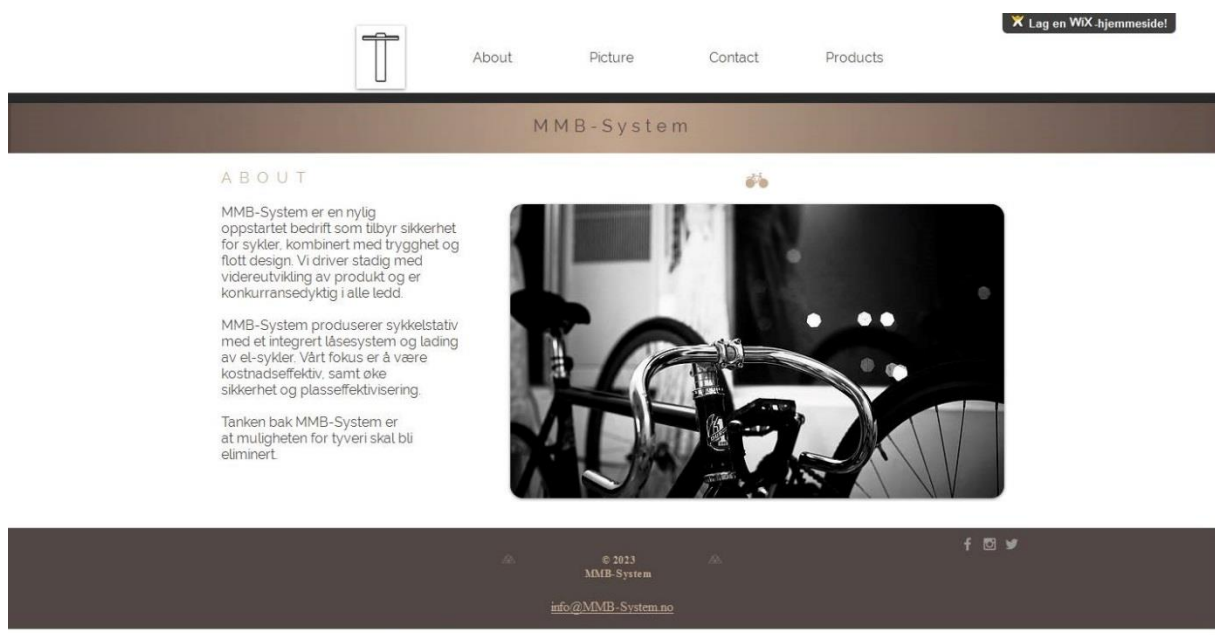 Lag en WiX-hjemmeside!
About Picture Contact Products
MMB-System
ABOUT
MMB-System er en nylig
oppstartet bedrift som tilbyr sikkerhet
for sykler, kombinert med trygghet og
flott design. Vi driver stadig med
videreutvikling av produkt og er
konkurransedyktig i alle ledd.
MMB-System produserer sykkelstativ
med et integrert låsesystem og lading
av el-sykler. Vårt fokus er å være
kostnadseffektiv, samt øke
sikkerhet og plasseffektivisering.
Tanken bak MMB-System er
at muligheten for tyveri skal bli
eliminert.
© 2023
MMB-System
info@MMB-System.no